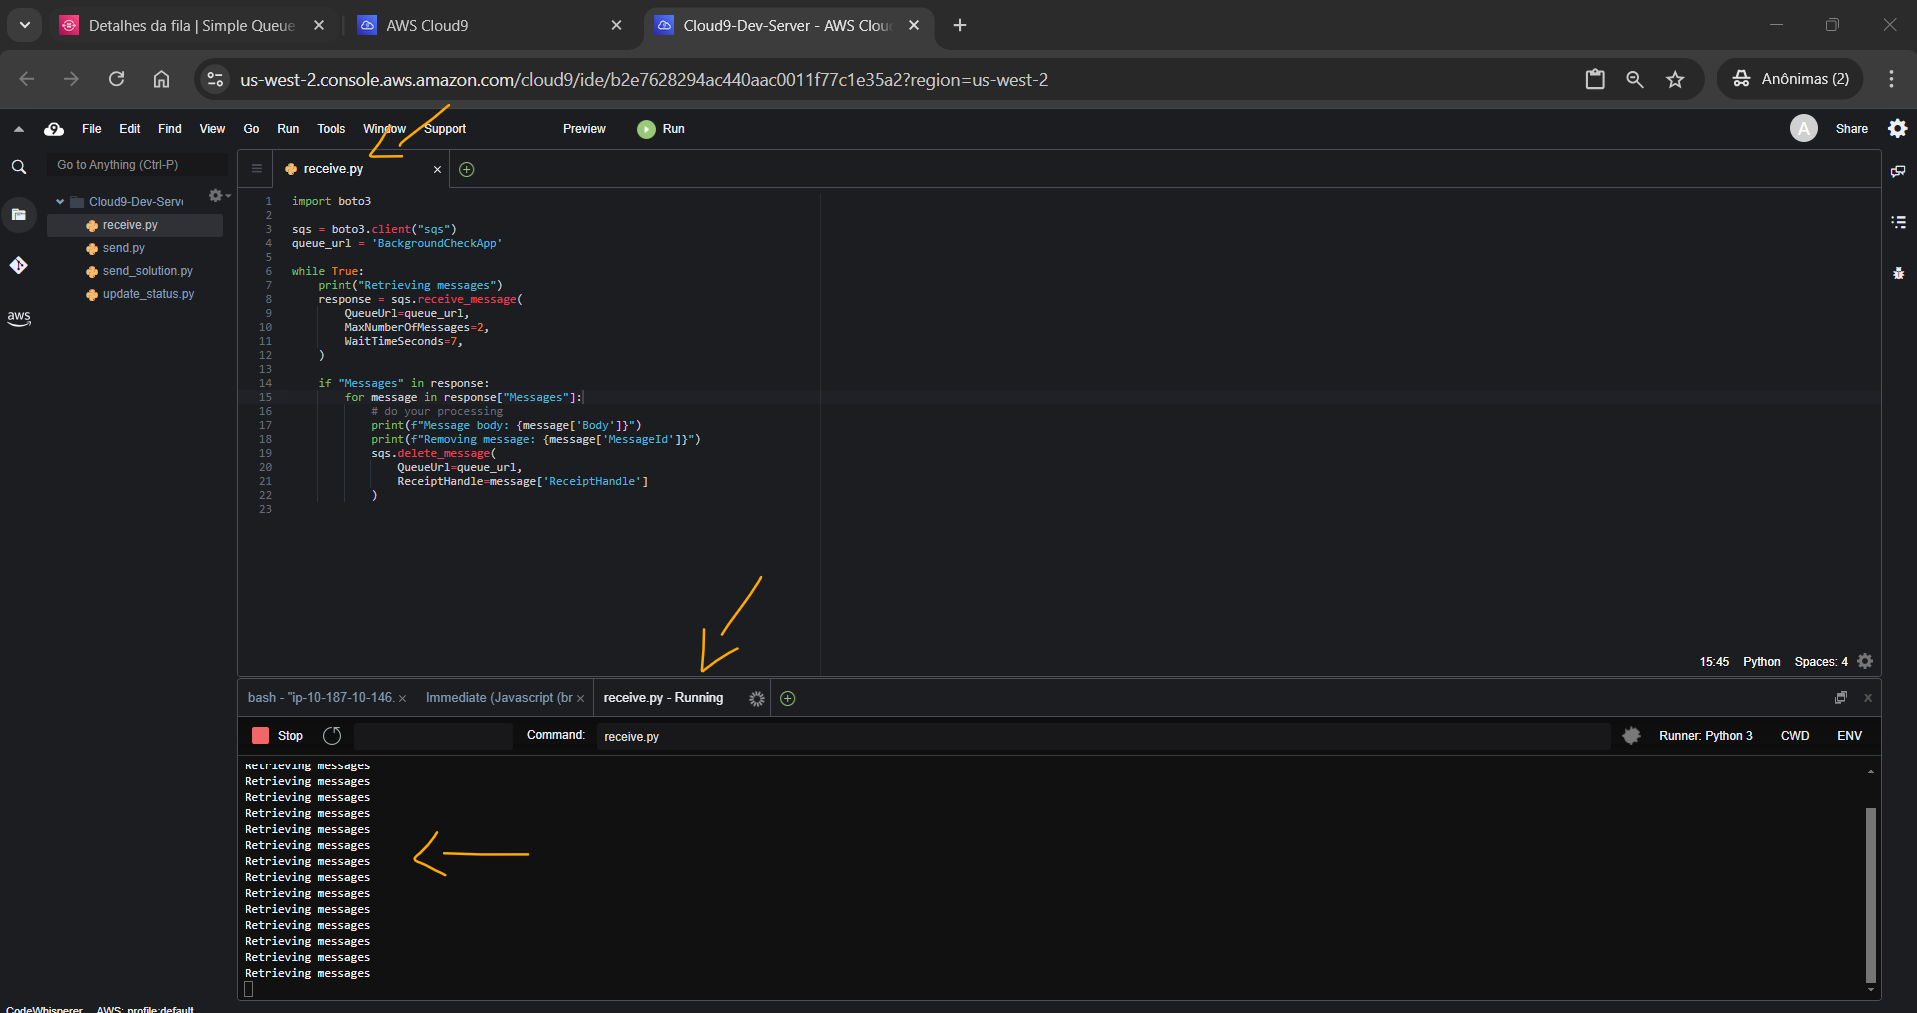 Detalhes da fila | Simple Queue
AWS Cloud9
Cloud9-Dev-Server - AWS Clou
us-west-2.console.aws.amazon.com/cloud9/ide/b2e7628294ac440aac0011f77c1e35a2?region=us-west-2
Anônimas (2)
9 File Edit Find View Go Run Tools Window Support Preview Run A Share
Go to Anything (Ctrl-P)
receive.py
Cloud9-Dev-Serve
receive.py
send.py
send_solution.py
update_status.py
aws
1 import boto3
2
3 sqs = boto3.client("sqs")
4 queue_url = 'BackgroundCheckApp'
5
6 while True:
7 print("Retrieving messages")
8 response = sqs.receive_message(
9 QueueUrl=queue_url,
10 MaxNumberOfMessages=2,
11 WaitTimeSeconds=7,
12 )
13
14 if "Messages" in response:
15 for message in response["Messages"]:
16 # do your processing
17 print(f"Message body: {message['Body']}")
18 print(f"Removing message: {message['MessageId']}")
19 sqs.delete_message(
20 QueueUrl=queue_url,
21 ReceiptHandle=message['ReceiptHandle']
22 )
23
15:45 Python Spaces: 4
bash - "ip-10-187-10-146. Immediate (Javascript (br receive.py - Running
Stop Command: receive.py Runner: Python 3 CWD ENV
Retrieving messages
Retrieving messages
Retrieving messages
Retrieving messages
Retrieving messages
Retrieving messages
Retrieving messages
Retrieving messages
Retrieving messages
Retrieving messages
Retrieving messages
Retrieving messages
Retrieving messages
Retrieving messages
CodeWhisperer AWS: profile:default